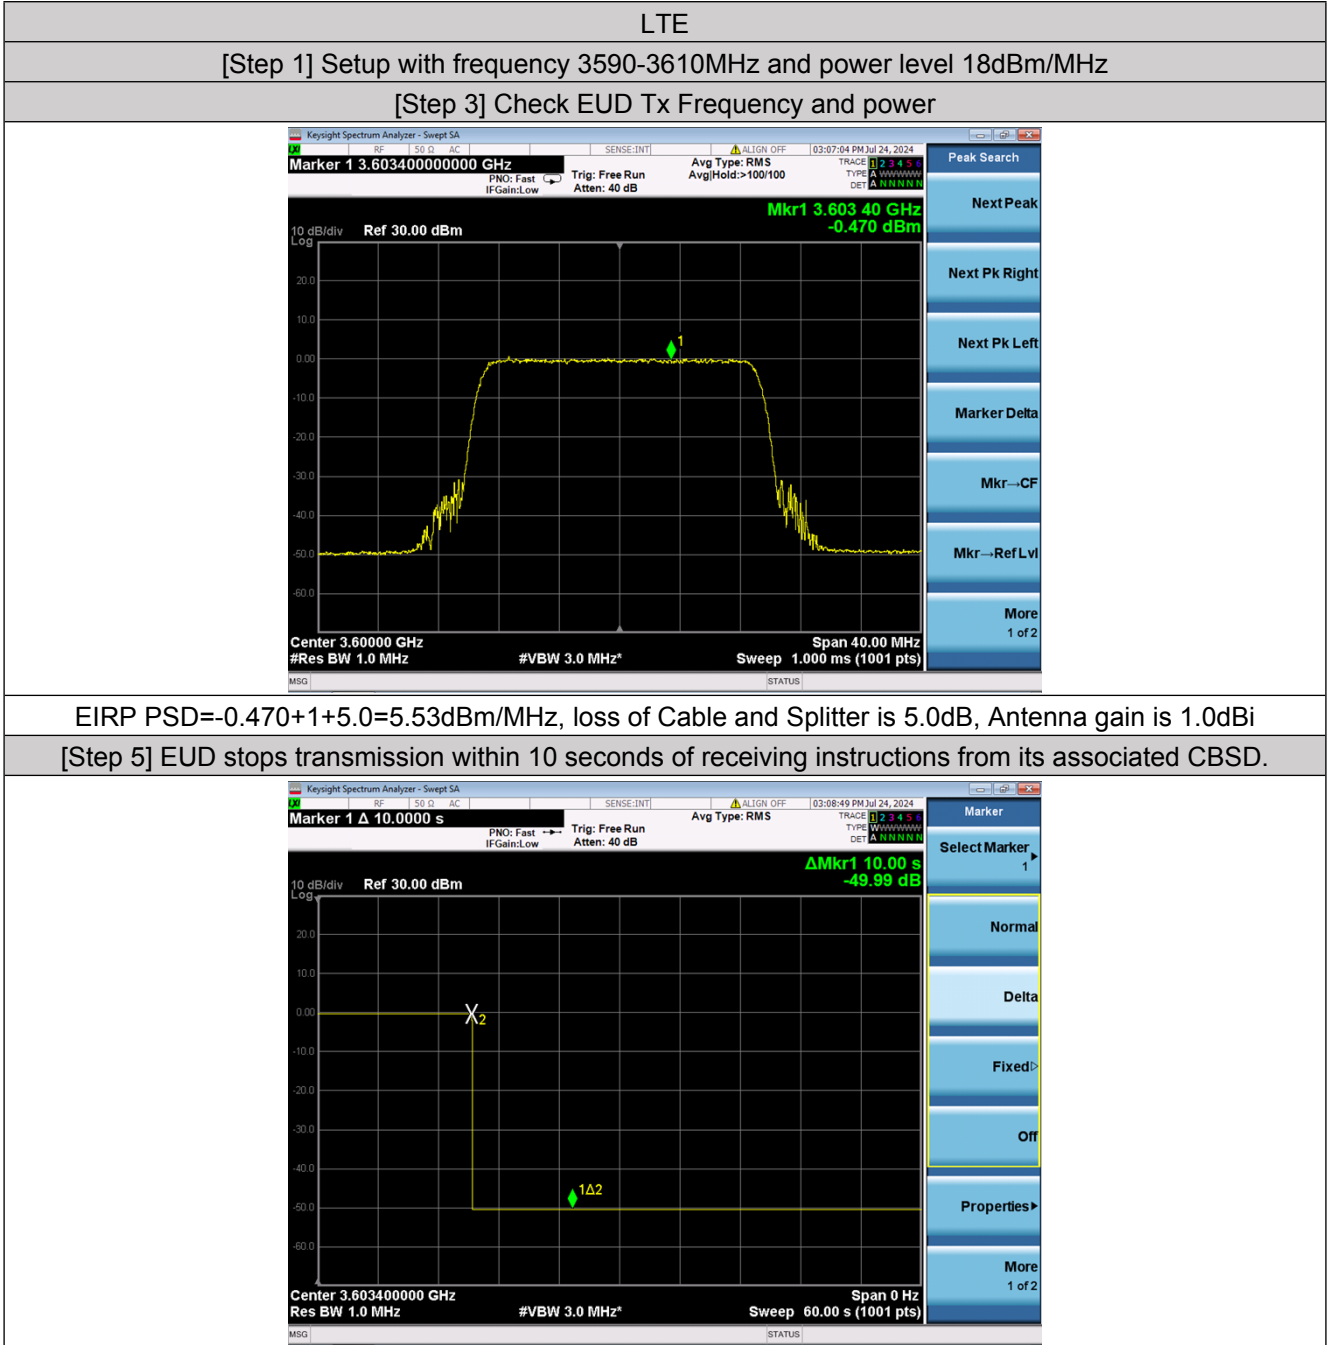 LTE
[Step 1] Setup with frequency 3590-3610MHz and power level 18dBm/MHz
[Step 3] Check EUD Tx Frequency and power
Keysight Spectrum Analyzer - Swept SA
LXI RF 50 Ω AC SENSE:INT ALIGN OFF 03:07:04 PM Jul 24, 2024
Marker 1 3.603400000000 GHz
PNO: Fast
IFGain:Low
Trig: Free Run
Atten: 40 dB
Avg Type: RMS
Avg|Hold:>100/100
TRACE 1 2 3 4 5 6
TYPE A WWWWW
DET A N N N N N
Mkr1 3.603 40 GHz
-0.470 dBm
10 dB/div
Log
Ref 30.00 dBm
20.0
10.0
0.00
-10.0
-20.0
-30.0
-40.0
-50.0
-60.0
1
Center 3.60000 GHz
Span 40.00 MHz
#Res BW 1.0 MHz
#VBW 3.0 MHz*
Sweep 1.000 ms (1001 pts)
MSG
STATUS
Peak Search
Next Peak
Next Pk Right
Next Pk Left
Marker Delta
Mkr→CF
Mkr→Ref Lvl
More
1 of 2
EIRP PSD=-0.470+1+5.0=5.53dBm/MHz, loss of Cable and Splitter is 5.0dB, Antenna gain is 1.0dBi
[Step 5] EUD stops transmission within 10 seconds of receiving instructions from its associated CBSD.
Keysight Spectrum Analyzer - Swept SA
LXI RF 50 Ω AC SENSE:INT ALIGN OFF 03:08:49 PM Jul 24, 2024
Marker 1 Δ 10.0000 s
PNO: Fast
IFGain:Low
Trig: Free Run
Atten: 40 dB
Avg Type: RMS
TRACE 1 2 3 4 5 6
TYPE WWWWWW
DET A N N N N N
ΔMkr1 10.00 s
-49.99 dB
10 dB/div
Log
Ref 30.00 dBm
20.0
10.0
0.00
-10.0
-20.0
-30.0
-40.0
-50.0
-60.0
X2
1Δ2
Center 3.603400000 GHz
Span 0 Hz
Res BW 1.0 MHz
#VBW 3.0 MHz*
Sweep 60.00 s (1001 pts)
MSG
STATUS
Marker
Select Marker
1
Normal
Delta
Fixed
Off
Properties
More
1 of 2